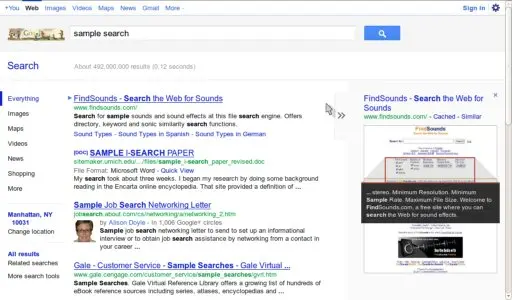 +You Web Images Videos Maps News Gmail More
Sign in
Google
sample search
Search
About 492,000,000 results (0.12 seconds)
Everything
Images
Maps
Videos
News
Shopping
More
Manhattan, NY
10031
Change location
All results
Related searches
More search tools
FindSounds - Search the Web for Sounds
www.findsounds.com/
Search for sample sounds and sound effects at this file search engine. Offers
directory, keyword and sonic similarity search functions.
Sound Types - Sound Types in Spanish - Sound Types in German
[DOC] SAMPLE I-SEARCH PAPER
sitemaker.umich.edu/.../files/sample_i-search_paper_revised.doc
File Format: Microsoft Word - Quick View
My search took about three weeks. I began my research by doing some background
reading in the Encarta online encyclopedia. That site provided a definition of ...
Sample Job Search Networking Letter
jobsearch.about.com/cs/networking/a/networking_2.htm
by Alison Doyle - In 1,006 Google+ circles
Sample job search networking letter to send to set up an informational
interview or to obtain job search assistance by networking from a contact in
your career ...
Gale - Customer Service - Sample Searches - Gale Virtual ...
www.gale.cengage.com/customer_service/sample_searches/gvrl.htm
Sample Searches. Gale Virtual Reference Library offers a growing list of hundreds of
eBook reference sources including series, atlases, encyclopedias and ...
FindSounds - Search the Web for
Sounds
www.findsounds.com/ - Cached - Similar
FindSounds
... stereo. Minimum Resolution. Minimum
Sample Rate. Maximum File Size. Welcome to
FindSounds.com, a free site where you can
search the Web for sound effects.